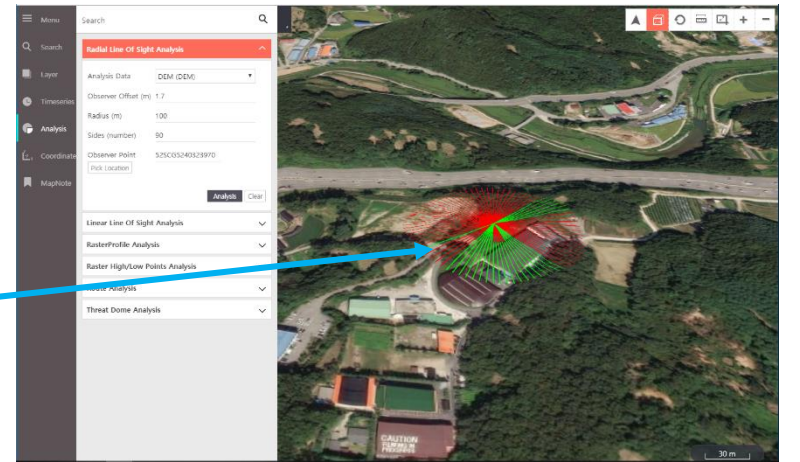 Menu
Search
Layer
Timeseries
Analysis
Coordinate
MapNote
Search
Radial Line Of Sight Analysis
Analysis Data DEM (DEM)
Observer Offset (m) 1.7
Radius (m) 100
Sides (number) 90
Observer Point 52SCG5240323970
Pick Location
Analysis Clear
Linear Line Of Sight Analysis
RasterProfile Analysis
Raster High/Low Points Analysis
Route Analysis
Threat Dome Analysis
CAUTION
30 m